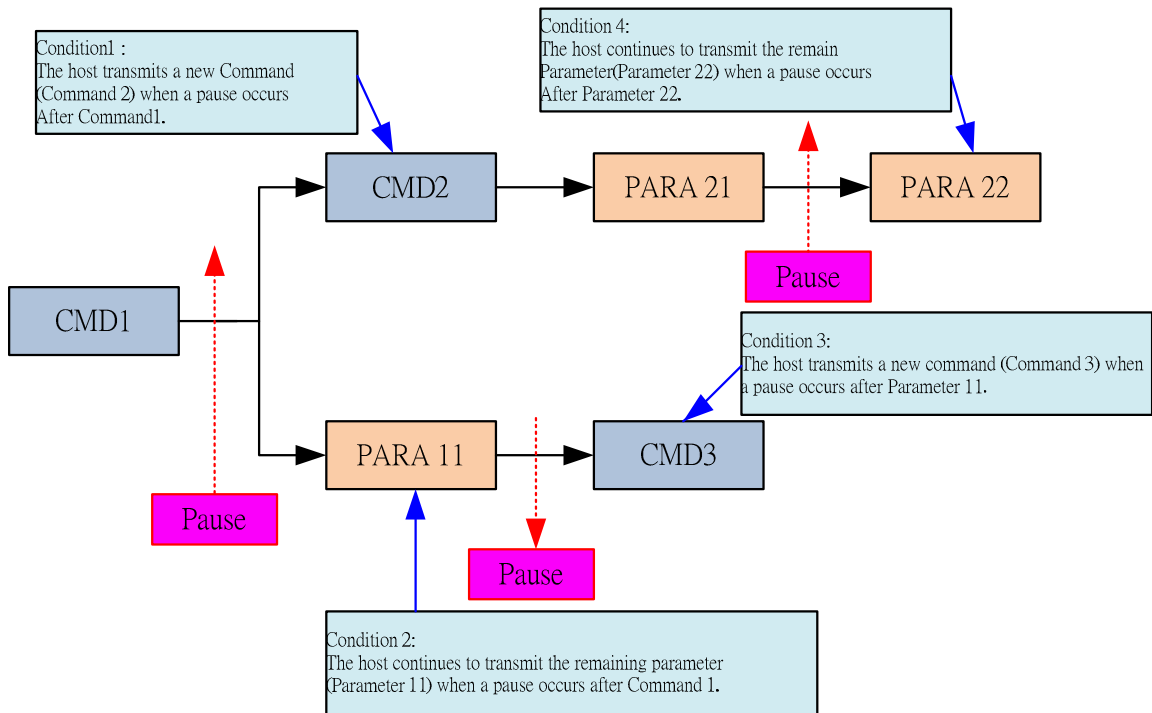 Condition1 :
The host transmits a new Command
(Command 2) when a pause occurs
After Command1.
Condition 4:
The host continues to transmit the remain
Parameter(Parameter 22) when a pause occurs
After Parameter 22.
CMD2
PARA 21
PARA 22
Pause
CMD1
Condition 3:
The host transmits a new command (Command 3) when
a pause occurs after Parameter 11.
PARA 11
CMD3
Pause
Pause
Condition 2:
The host continues to transmit the remaining parameter
(Parameter 11) when a pause occurs after Command 1.